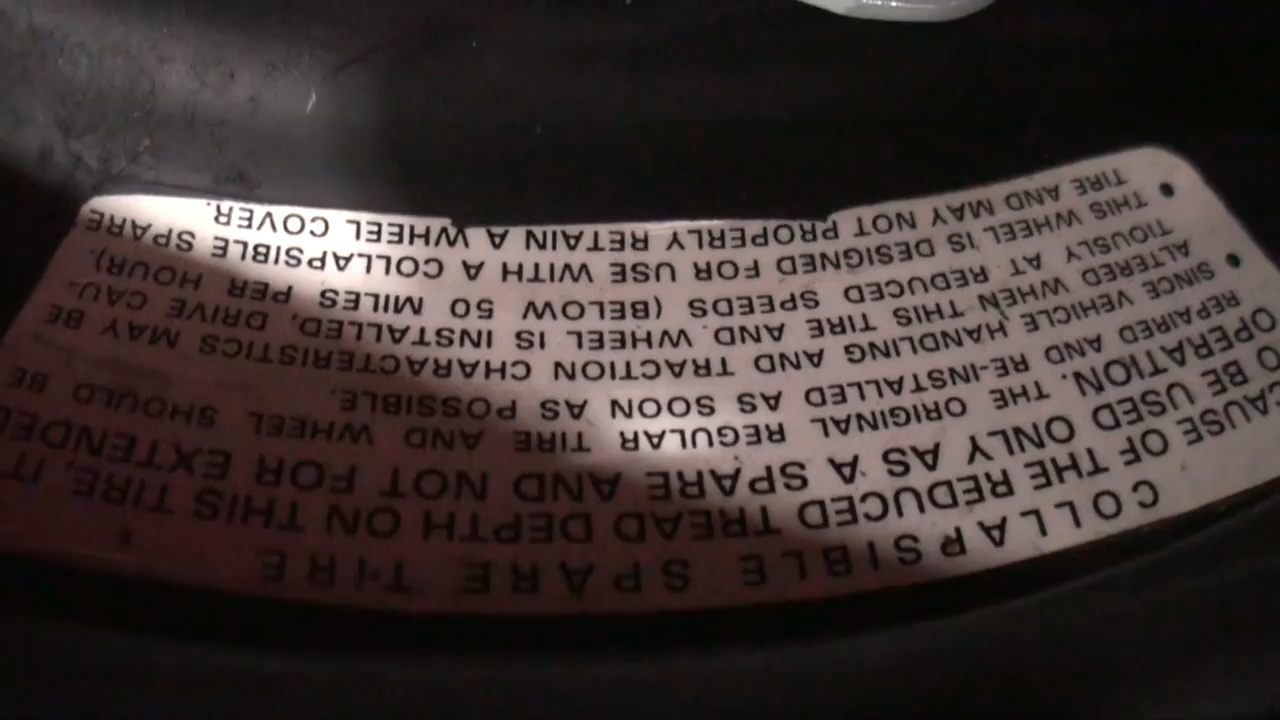 COLLAPSIBLE SPARE TIRE
CAUSE OF THE REDUCED TREAD DEPTH ON THIS TIRE, IT
TO BE USED ONLY AS A SPARE AND NOT FOR EXTENDED
OPERATION. THE ORIGINAL REGULAR TIRE AND WHEEL SHOULD BE
REPAIRED AND RE-INSTALLED AS SOON AS POSSIBLE.
• SINCE VEHICLE HANDLING AND TRACTION CHARACTERISTICS MAY BE
ALTERED WHEN THIS TIRE AND WHEEL IS INSTALLED, DRIVE CAU-
TIOUSLY AT REDUCED SPEEDS (BELOW 50 MILES PER HOUR).
• THIS WHEEL IS DESIGNED FOR USE WITH A COLLAPSIBLE SPARE
TIRE AND MAY NOT PROPERLY RETAIN A WHEEL COVER.